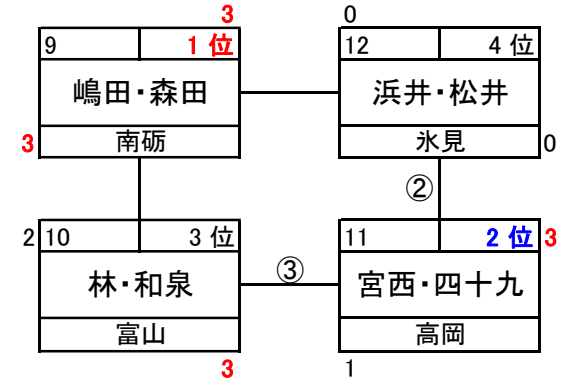 3 0
9 1位 12 4位
嶋田・森田 浜井・松井
3 南砺 氷見 0
②
2 10 3位 11 2位 3
林・和泉 ③ 宮西・四十九
富山 高岡
3 1